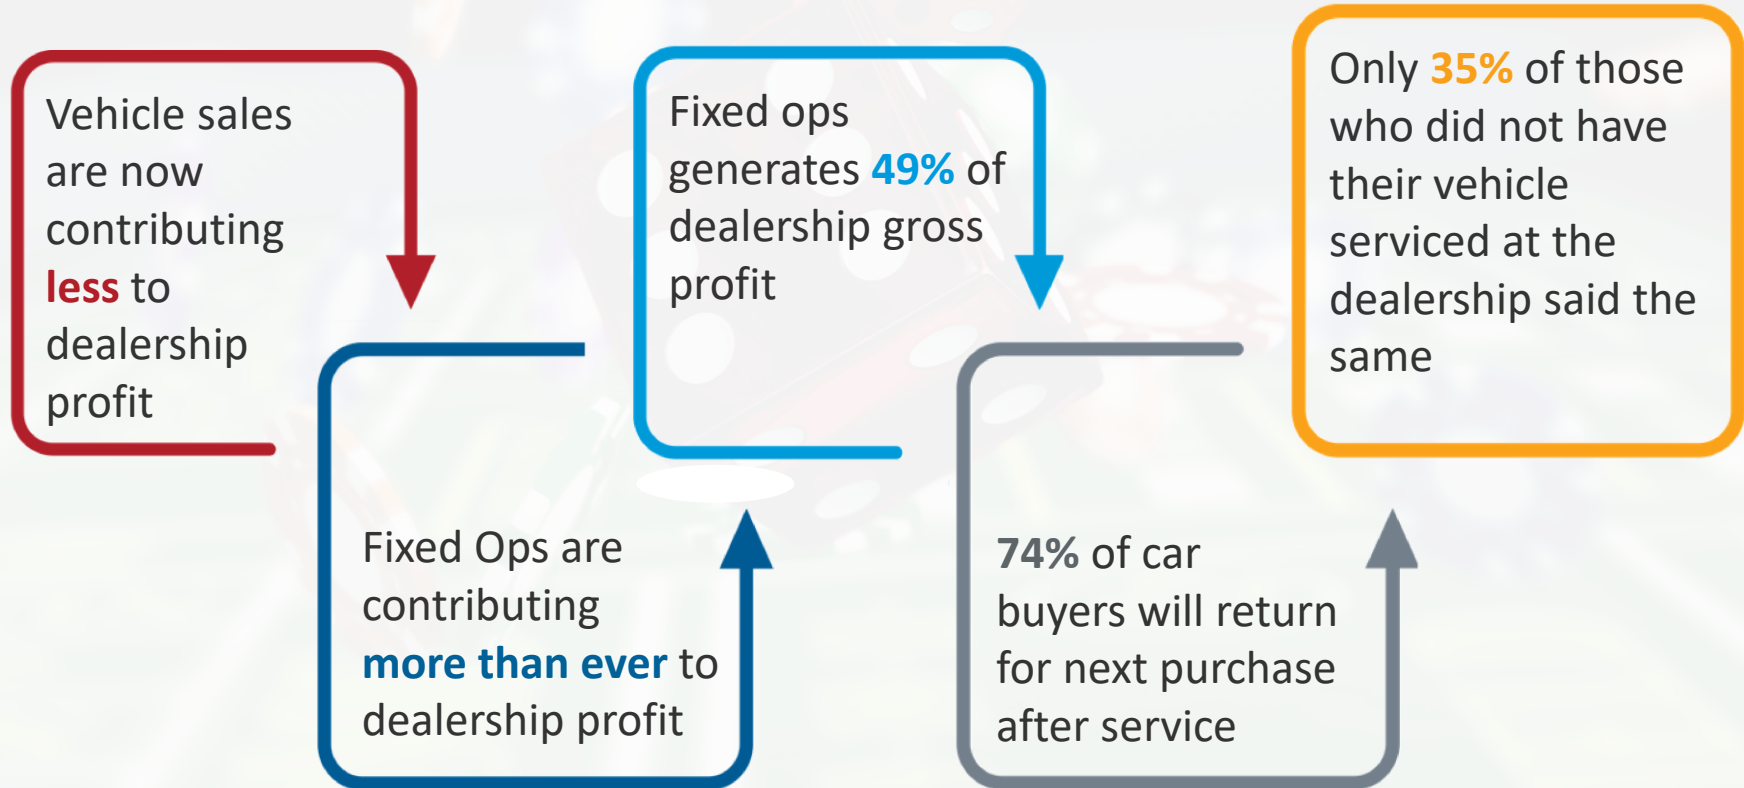 Vehicle sales
are now
contributing
less to
dealership
profit
Fixed Ops are
contributing
more than ever to
dealership profit
Fixed ops
generates 49% of
dealership gross
profit
74% of car
buyers will return
for next purchase
after service
Only 35% of those
who did not have
their vehicle
serviced at the
dealership said the
same